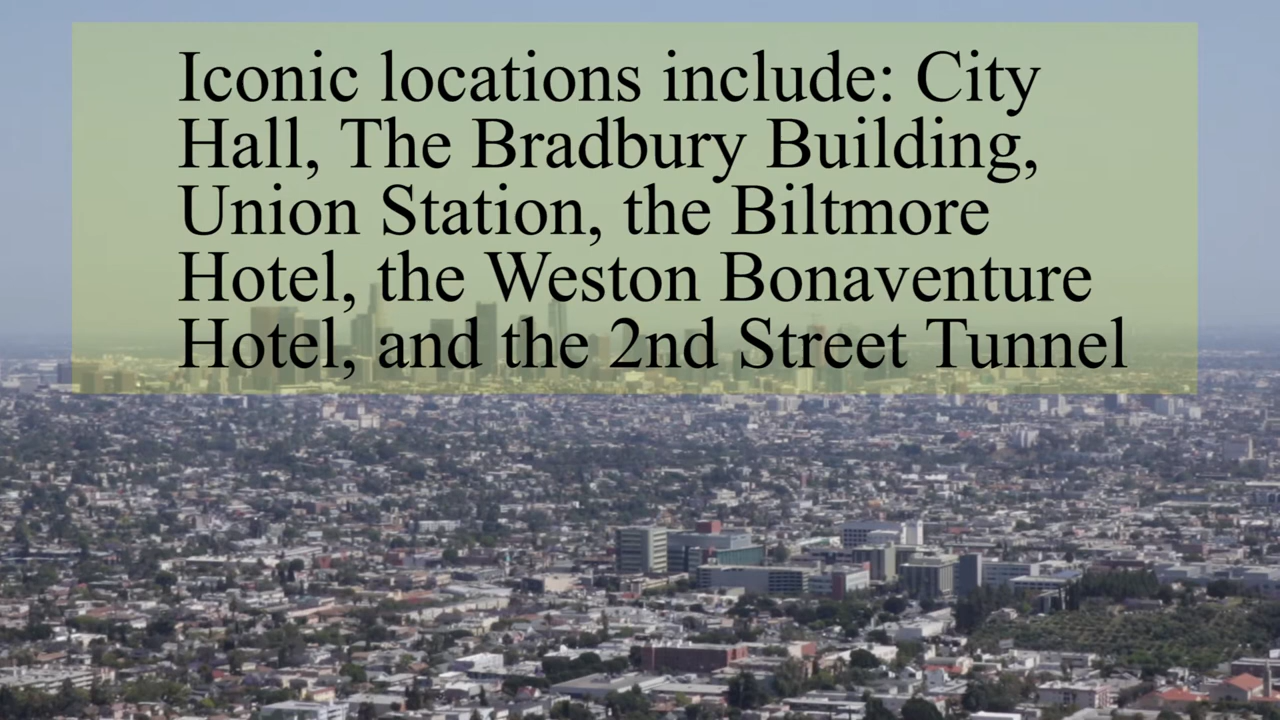 Iconic locations include: City
Hall, The Bradbury Building,
Union Station, the Biltmore
Hotel, the Weston Bonaventure
Hotel, and the 2nd Street Tunnel